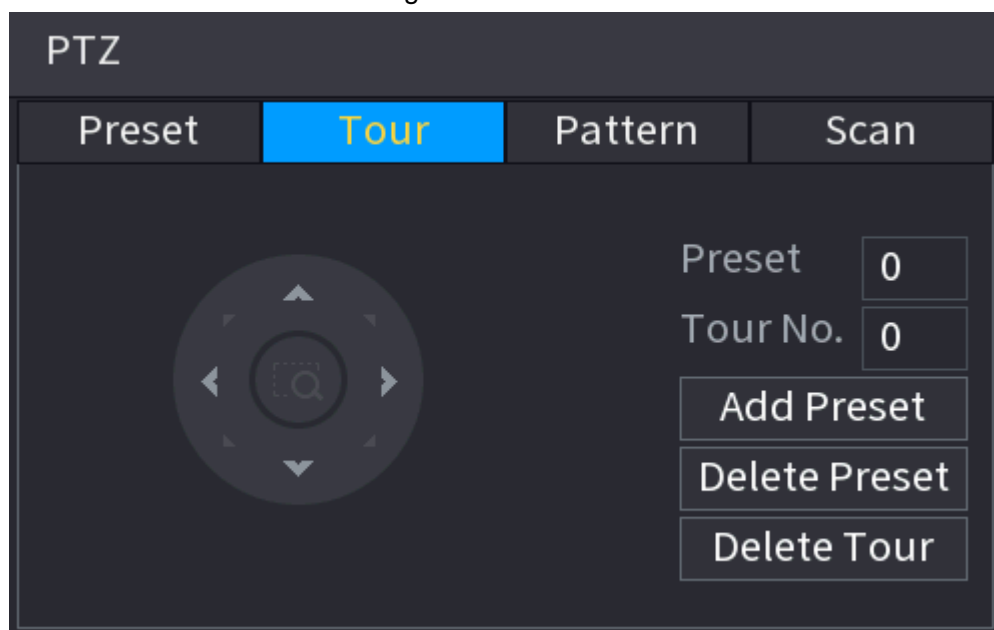 PTZ
Preset Tour Pattern Scan
Preset 0
Tour No. 0
Add Preset
Delete Preset
Delete Tour